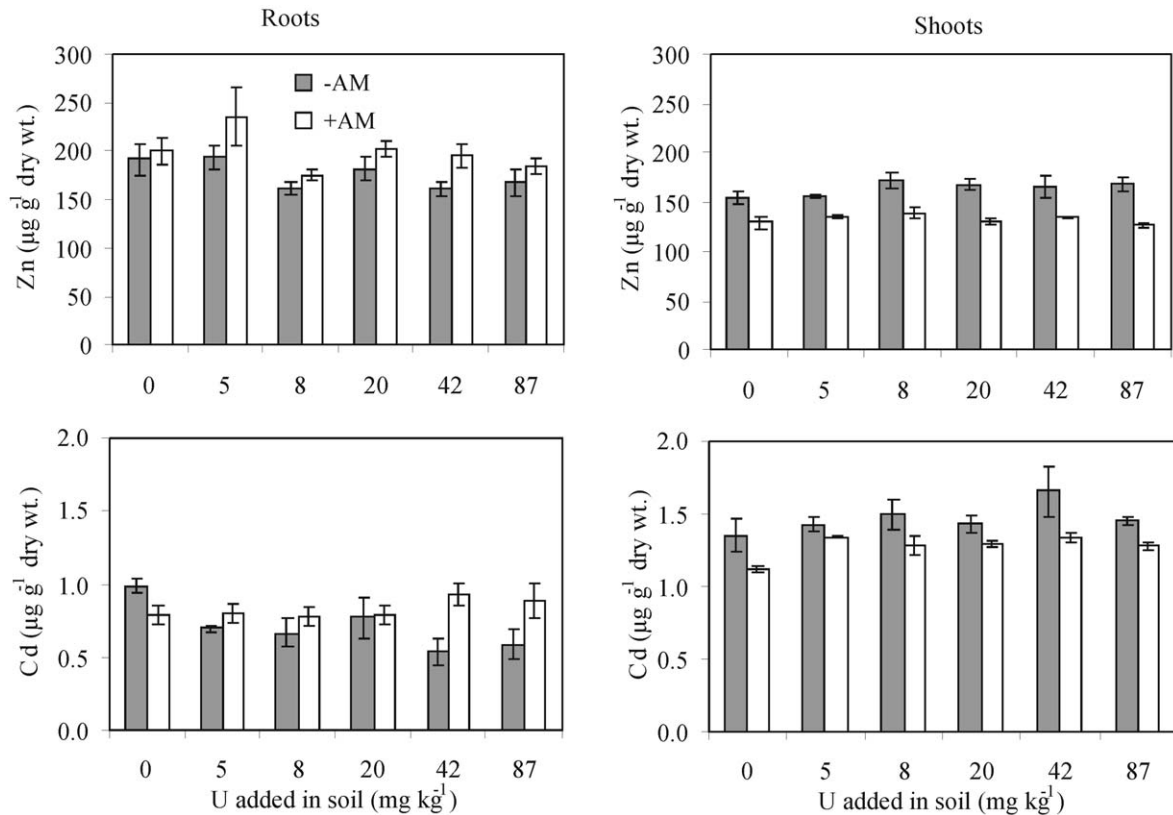 Roots
Zn (µg g-1 dry wt.)
300
250
200
150
100
50
0
-AM
+AM
0 5 8 20 42 87
Shoots
Zn (µg g-1 dry wt.)
300
250
200
150
100
50
0
0 5 8 20 42 87
Cd (µg g-1 dry wt.)
2.0
1.5
1.0
0.5
0.0
0 5 8 20 42 87
U added in soil (mg kg-1)
Cd (µg g-1 dry wt.)
2.0
1.5
1.0
0.5
0.0
0 5 8 20 42 87
U added in soil (mg kg-1)